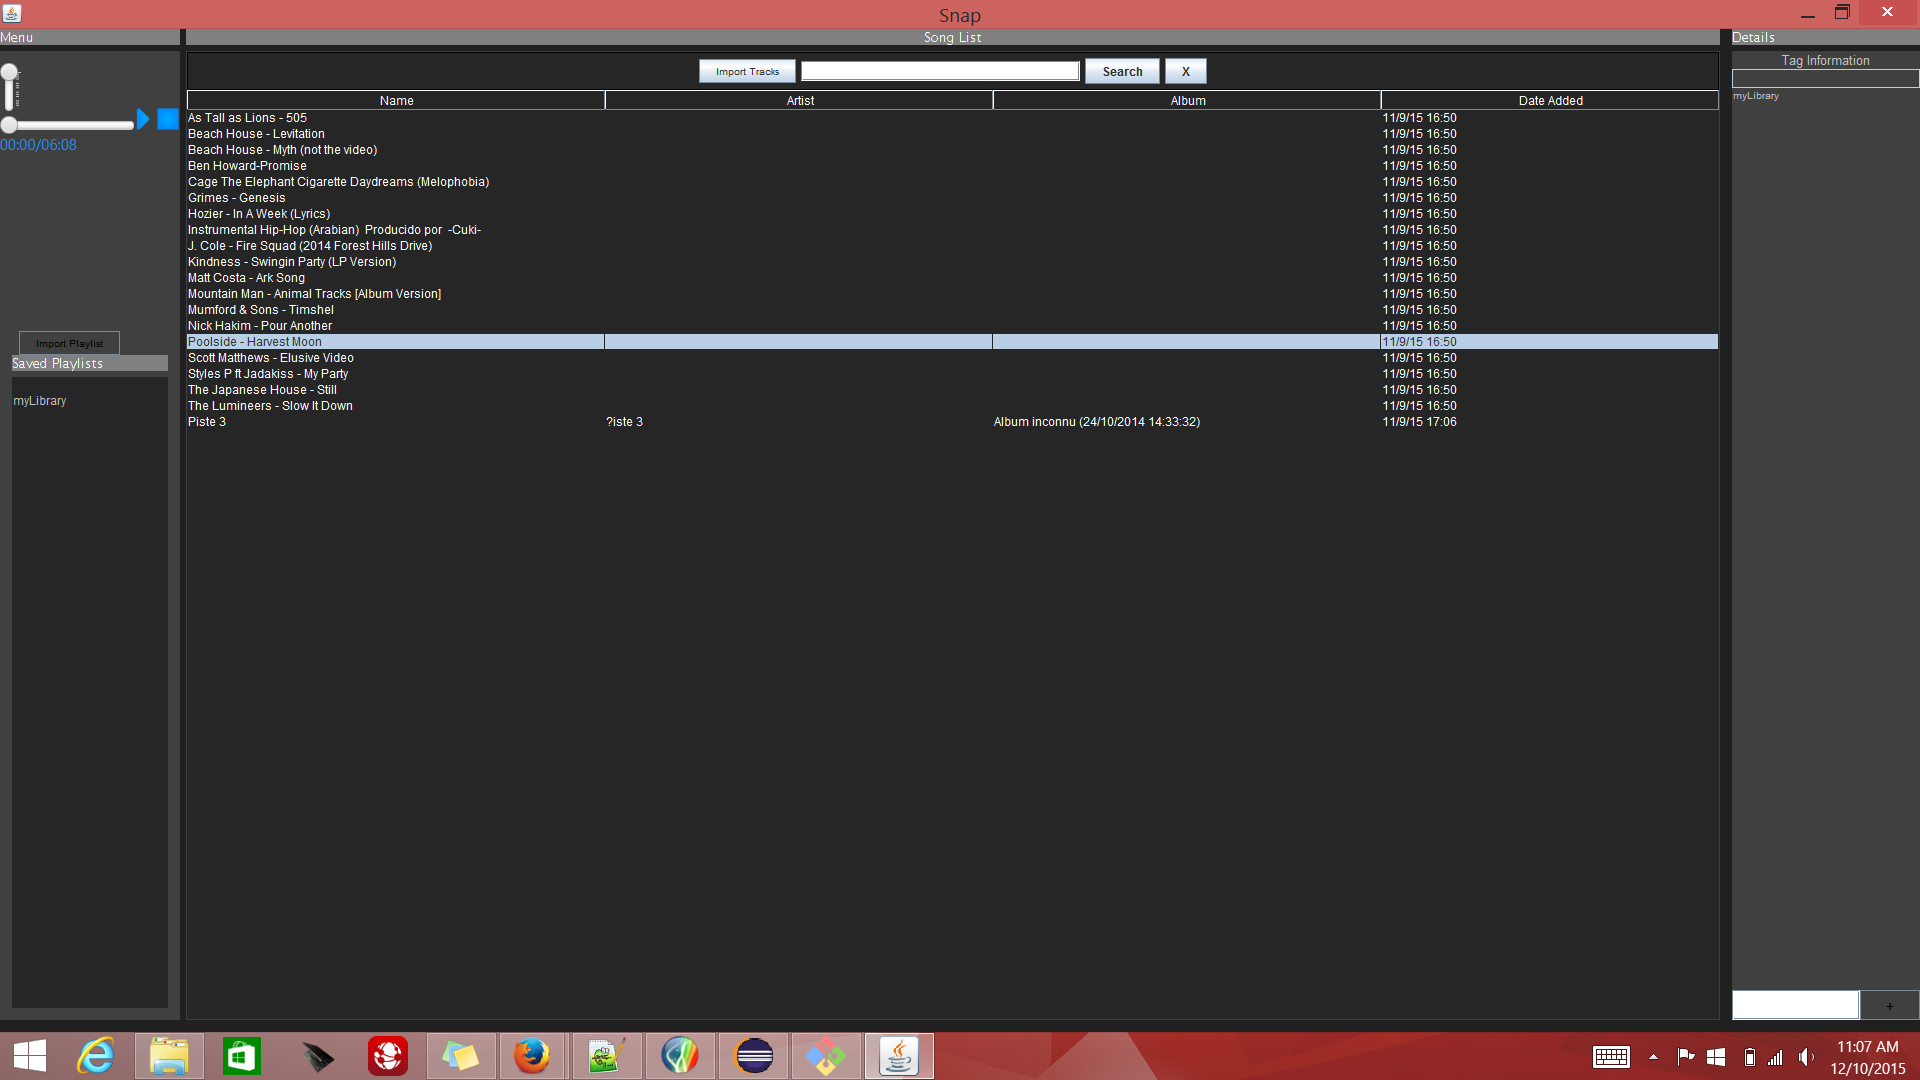 Snap
Menu
Song List
Details
Import Tracks
Search
X
Tag Information
myLibrary
00:00/06:08
Import Playlist
Saved Playlists
myLibrary
Name Artist Album Date Added
As Tall as Lions - 505 11/9/15 16:50
Beach House - Levitation 11/9/15 16:50
Beach House - Myth (not the video) 11/9/15 16:50
Ben Howard-Promise 11/9/15 16:50
Cage The Elephant Cigarette Daydreams (Melophobia) 11/9/15 16:50
Grimes - Genesis 11/9/15 16:50
Hozier - In A Week (Lyrics) 11/9/15 16:50
Instrumental Hip-Hop (Arabian)  Producido por  -Cuki- 11/9/15 16:50
J. Cole - Fire Squad (2014 Forest Hills Drive) 11/9/15 16:50
Kindness - Swingin Party (LP Version) 11/9/15 16:50
Matt Costa - Ark Song 11/9/15 16:50
Mountain Man - Animal Tracks [Album Version] 11/9/15 16:50
Mumford & Sons - Timshel 11/9/15 16:50
Nick Hakim - Pour Another 11/9/15 16:50
Poolside - Harvest Moon 11/9/15 16:50
Scott Matthews - Elusive Video 11/9/15 16:50
Styles P ft Jadakiss - My Party 11/9/15 16:50
The Japanese House - Still 11/9/15 16:50
The Lumineers - Slow It Down 11/9/15 16:50
Piste 3 ?iste 3 Album inconnu (24/10/2014 14:33:32) 11/9/15 17:06
+
11:07 AM
12/10/2015